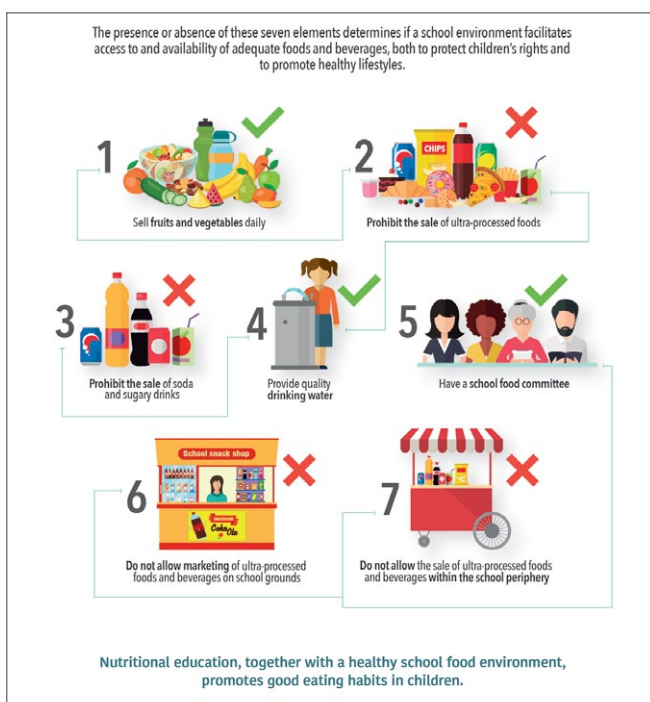 The presence or absence of these seven elements determines if a school environment facilitates
access to and availability of adequate foods and beverages, both to protect children's rights and
to promote healthy lifestyles.
1
Sell fruits and vegetables daily
2
CHIPS
Prohibit the sale of ultra-processed foods
3
Prohibit the sale of soda
and sugary drinks
4
Provide quality
drinking water
5
Have a school food committee
6
School snack shop
Coka
Ola
Do not allow marketing of ultra-processed
foods and beverages on school grounds
7
Do not allow the sale of ultra-processed foods
and beverages within the school periphery
Nutritional education, together with a healthy school food environment,
promotes good eating habits in children.